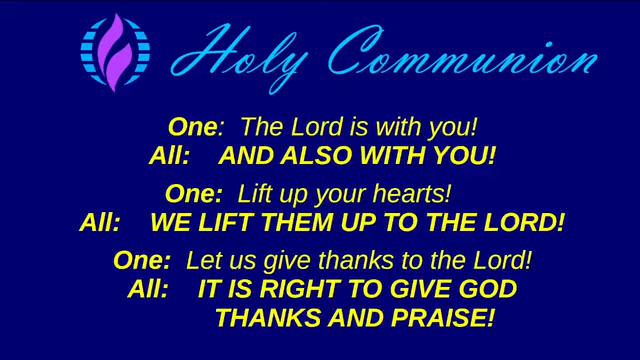 Holy Communion
One: The Lord is with you!
All: AND ALSO WITH YOU!
One: Lift up your hearts!
All: WE LIFT THEM UP TO THE LORD!
One: Let us give thanks to the Lord!
All: IT IS RIGHT TO GIVE GOD
THANKS AND PRAISE!